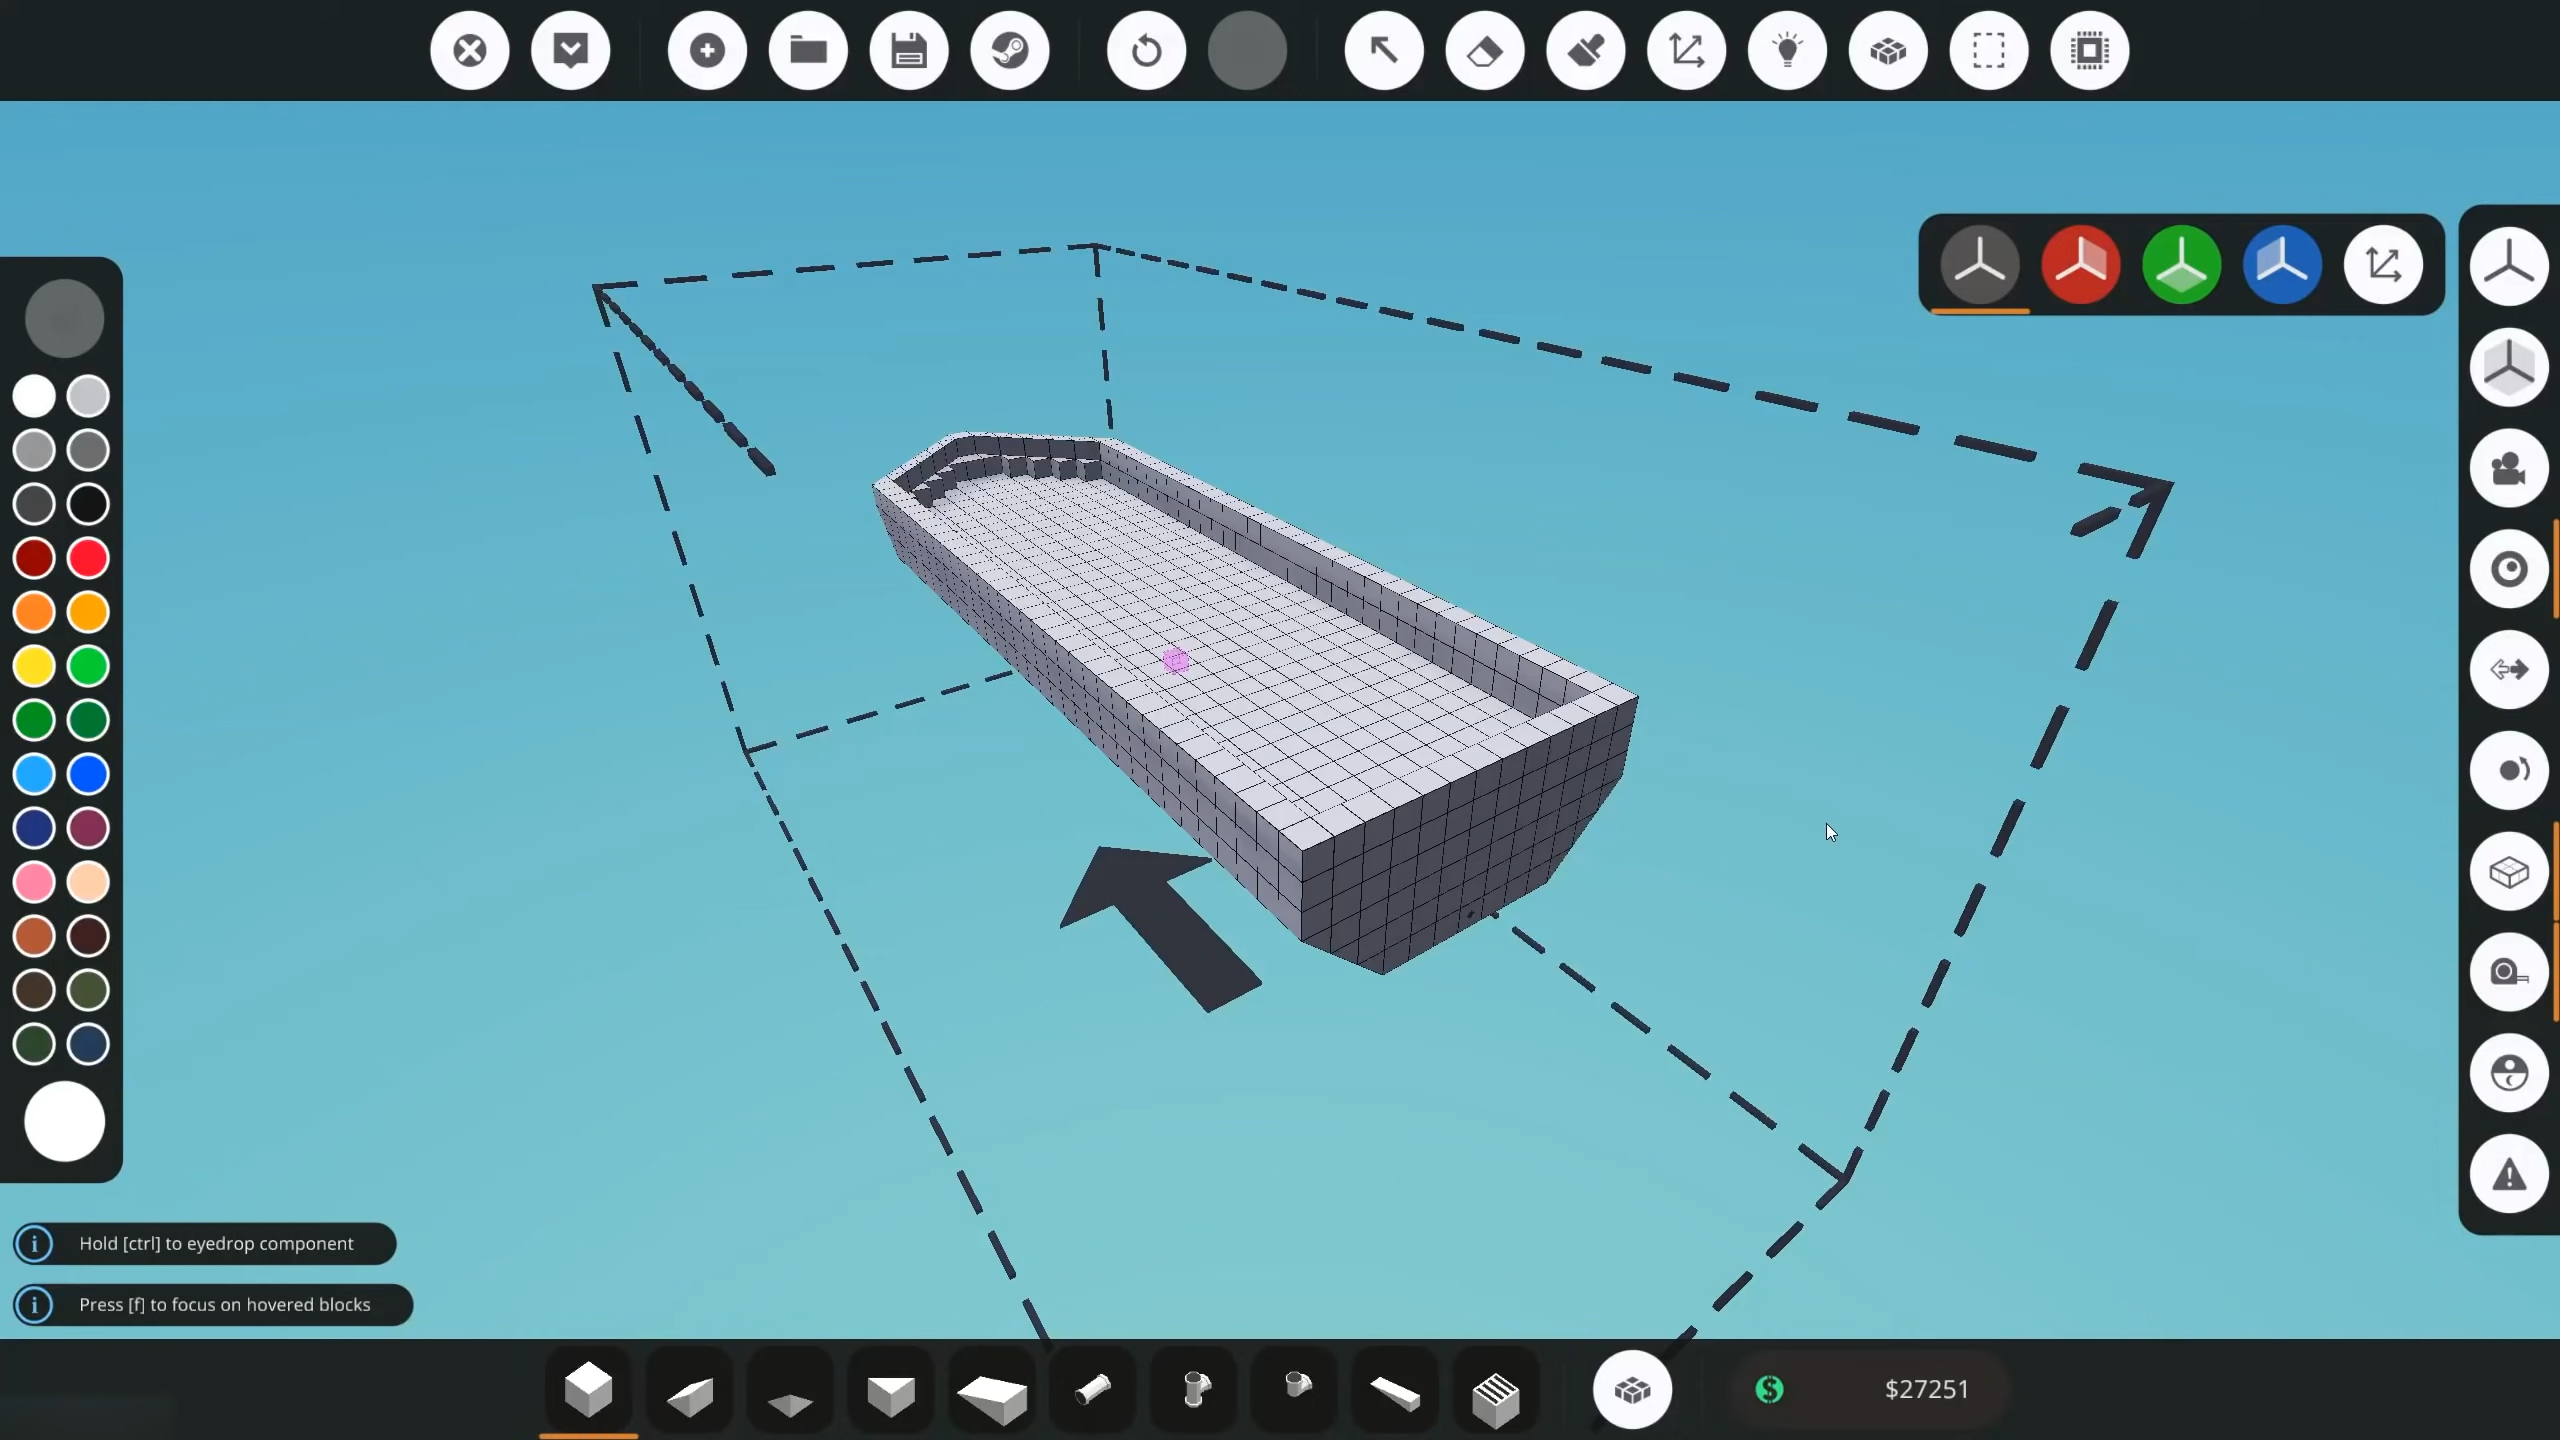 Hold [ctrl] to eyedrop component
Press [f] to focus on hovered blocks
$27251